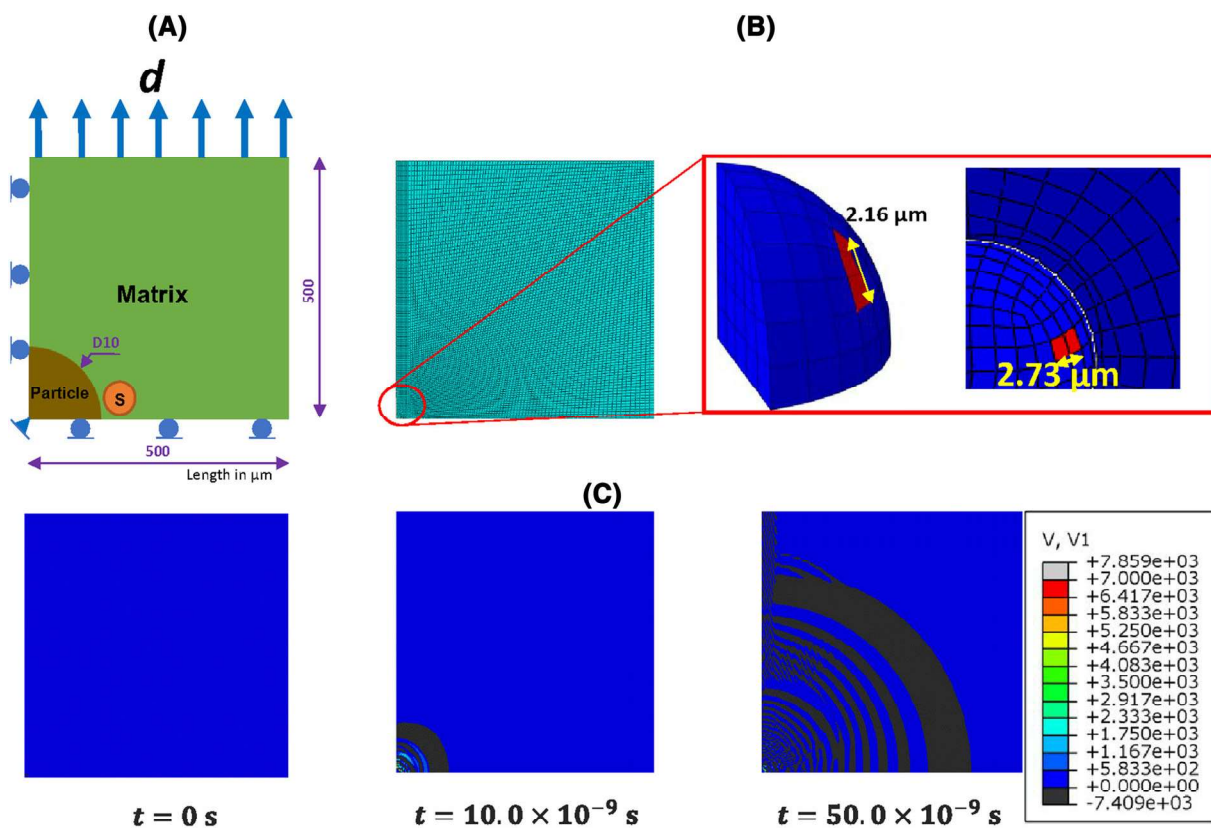 (A)
d
Matrix
D10
Particle
S
500
500
Length in μm
(B)
2.16 μm
2.73 μm
(C)
t = 0 s
t = 10.0 × 10⁻⁹ s
t = 50.0 × 10⁻⁹ s
V, V1
+7.859e+03
+7.000e+03
+6.417e+03
+5.833e+03
+5.250e+03
+4.667e+03
+4.083e+03
+3.500e+03
+2.917e+03
+2.333e+03
+1.750e+03
+1.167e+03
+5.833e+02
+0.000e+00
-7.409e+03